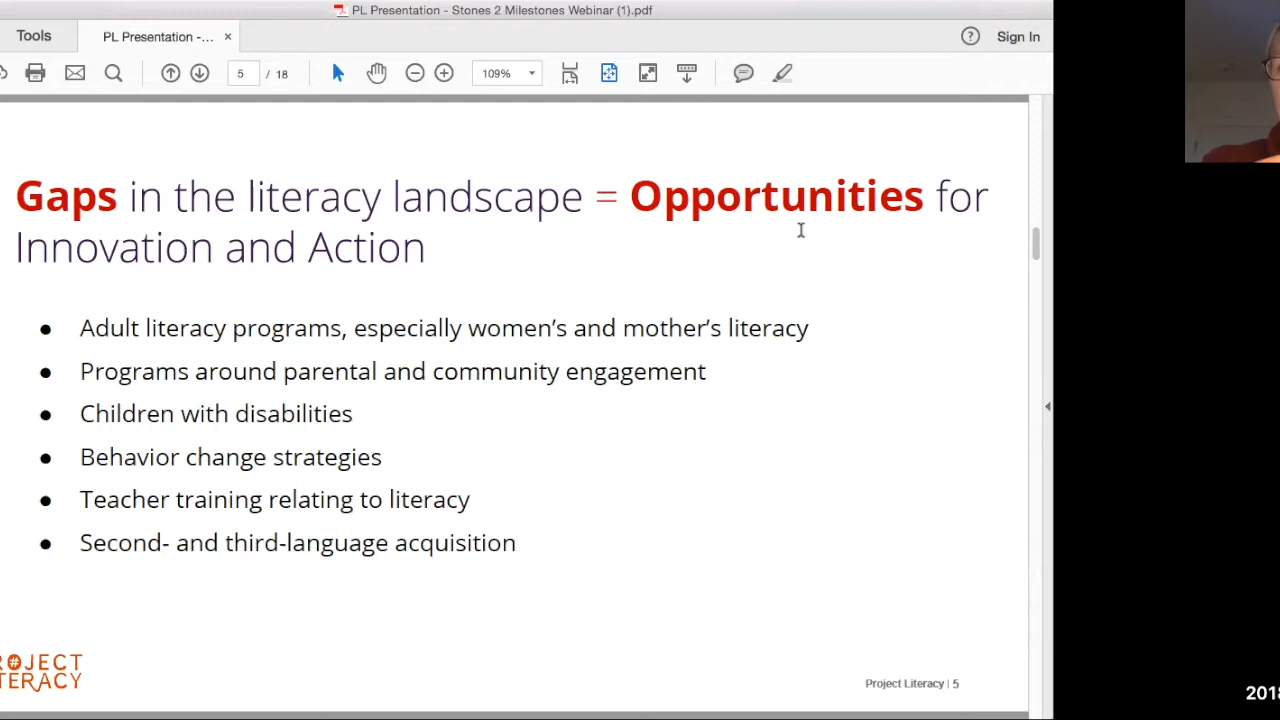 PL Presentation - Stones 2 Milestones Webinar (1).pdf
Tools
PL Presentation -... ×
? Sign In
5 / 18
109%
Gaps in the literacy landscape = Opportunities for
Innovation and Action
● Adult literacy programs, especially women's and mother's literacy
● Programs around parental and community engagement
● Children with disabilities
● Behavior change strategies
● Teacher training relating to literacy
● Second- and third-language acquisition
R#JECT
TERACY
Project Literacy | 5
2018